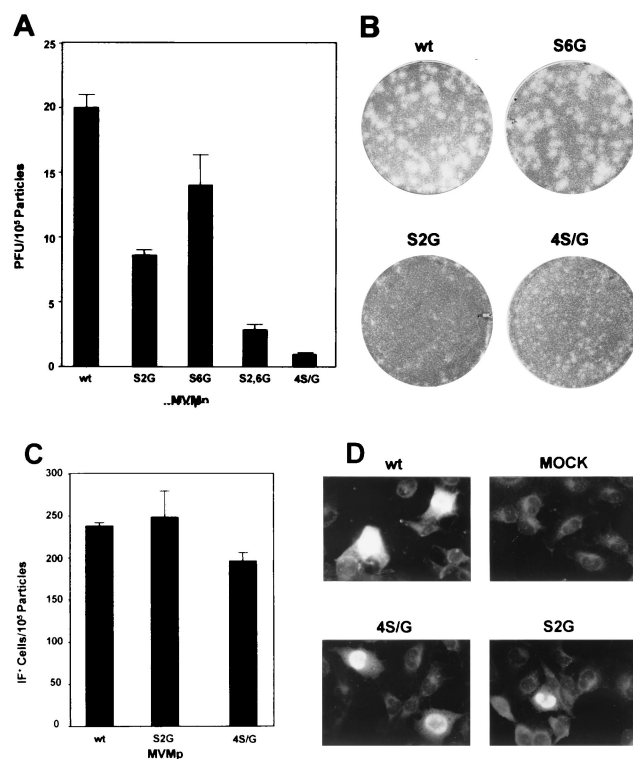 A
B
wt
S6G
25
20
15
10
5
0
PFU/10⁵ Particles
wt
S2G
S6G
S2,6G
4S/G
MVMp
S2G
4S/G
C
D
wt
MOCK
300
250
200
150
100
50
0
IF⁺ Cells/10⁵ Particles
wt
S2G
4S/G
MVMp
4S/G
S2G